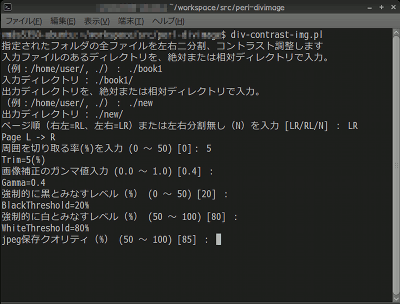 ~/workspace/src/perl-divimage
ファイル(F) 編集(E) 表示(V) 端末(T) ヘルプ(H)
-ubuntu:~/workspace/src/perl-divimage$ div-contrast-img.pl
指定されたフォルダの全ファイルを左右二分割、コントラスト調整します
入力ファイルのあるディレクトリを、絶対または相対ディレクトリで入力。
（例：/home/user/, ./） : ./book1
入力ディレクトリ : ./book1/
出力ディレクトリを、絶対または相対ディレクトリで入力。
（例：/home/user/, ./） : ./new
出力ディレクトリ : ./new/
ページ順（右左=RL、左右=LR）または左右分割無し（N）を入力 [LR/RL/N] : LR
Page L -> R
周囲を切り取る率(%)を入力 (0 ～ 50) [0]: 5
Trim=5(%)
画像補正のガンマ値入力 (0.0 ～ 1.0) [0.4] :
Gamma=0.4
強制的に黒とみなすレベル（%） (0 ～ 50) [20] :
BlackThreshold=20%
強制的に白とみなすレベル（%） (50 ～ 100) [80] :
WhiteThreshold=80%
jpeg保存クオリティ（%） (50 ～ 100) [85] :